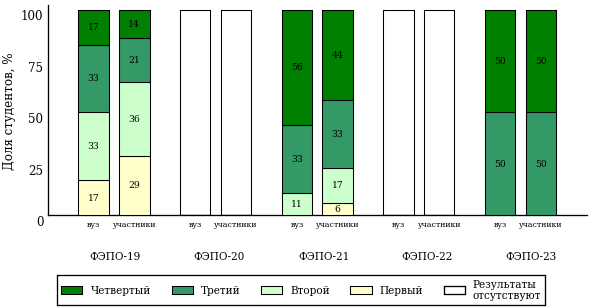 Доля студентов, %
100
75
50
25
0
17 33 33 17
14 21 36 29
56 33 11
44 33 17 6
50 50
50 50
вуз участники вуз участники вуз участники вуз участники вуз участники
ФЭПО-19 ФЭПО-20 ФЭПО-21 ФЭПО-22 ФЭПО-23
Четвертый Третий Второй Первый Результаты
отсутствуют